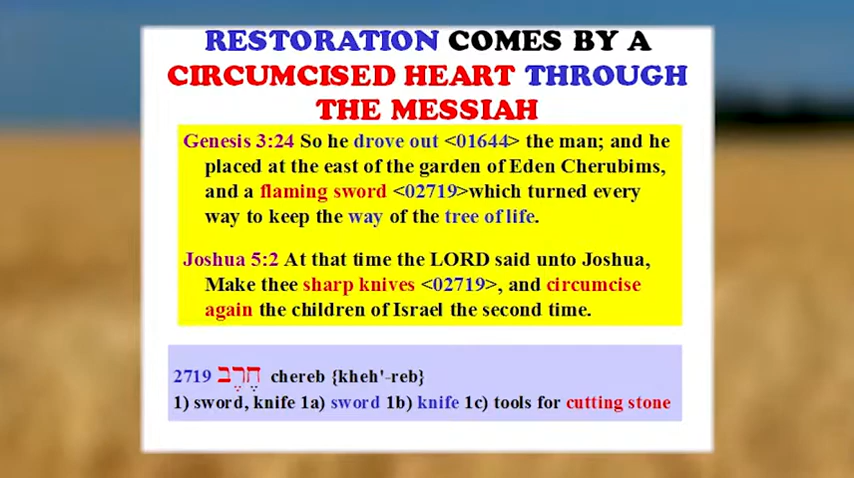 RESTORATION COMES BY A
CIRCUMCISED HEART THROUGH
THE MESSIAH
Genesis 3:24 So he drove out <01644> the man; and he
placed at the east of the garden of Eden Cherubims,
and a flaming sword <02719>which turned every
way to keep the way of the tree of life.
Joshua 5:2 At that time the LORD said unto Joshua,
Make thee sharp knives <02719>, and circumcise
again the children of Israel the second time.
2719 חֶרֶב chereb {kheh'-reb}
1) sword, knife 1a) sword 1b) knife 1c) tools for cutting stone